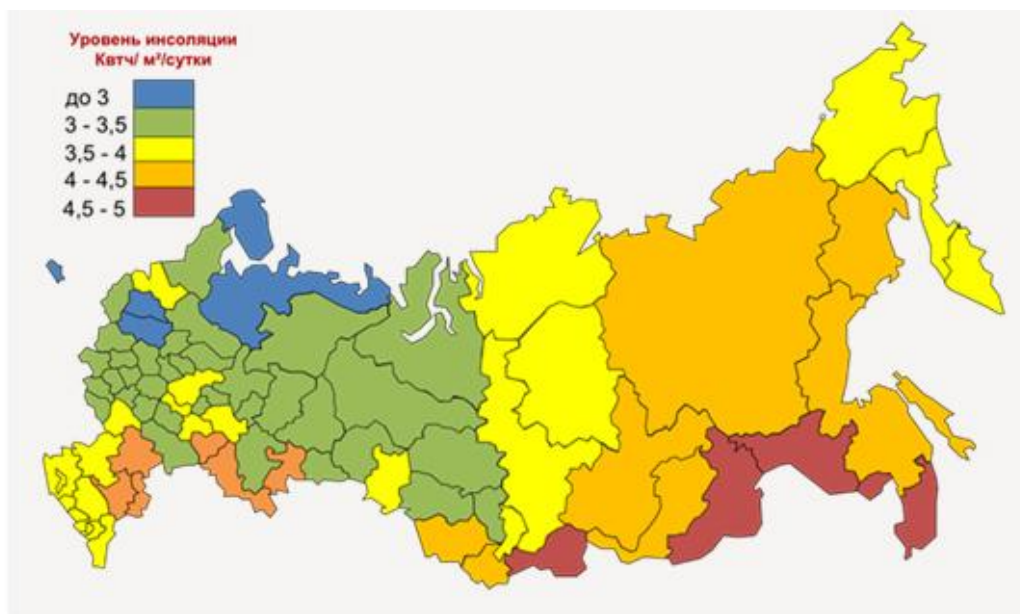 Уровень инсоляции
Квтч/ м²/сутки
до 3
3 - 3,5
3,5 - 4
4 - 4,5
4,5 - 5